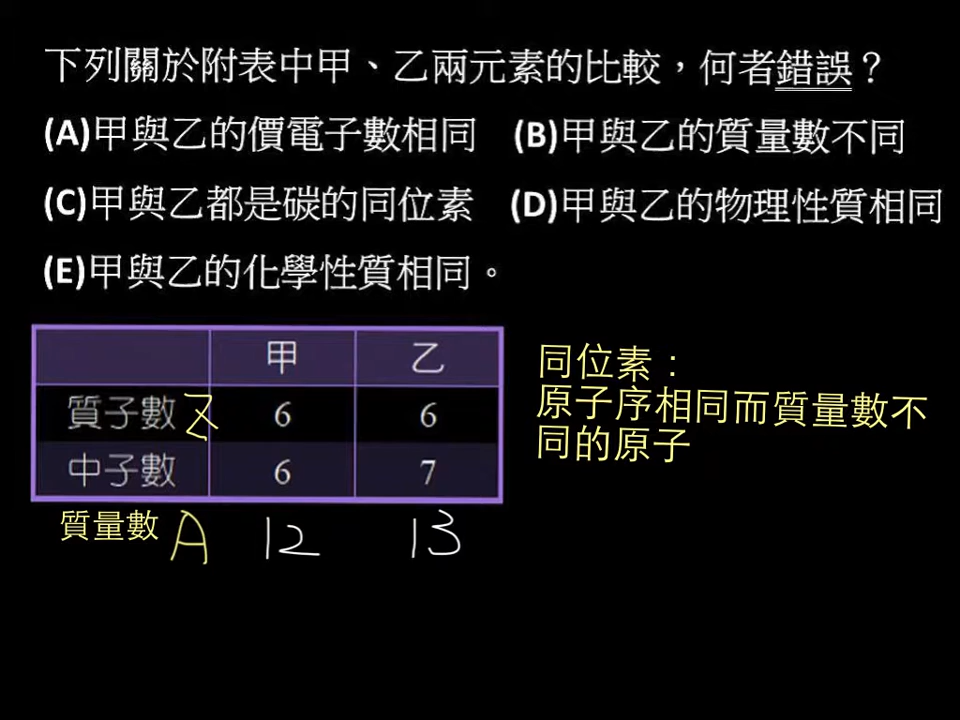 下列關於附表中甲、乙兩元素的比較，何者錯誤？
(A)甲與乙的價電子數相同 (B)甲與乙的質量數不同
(C)甲與乙都是碳的同位素 (D)甲與乙的物理性質相同
(E)甲與乙的化學性質相同。
甲 乙
質子數 Z 6 6
中子數 6 7
質量數 A 12 13
同位素：
原子序相同而質量數不
同的原子